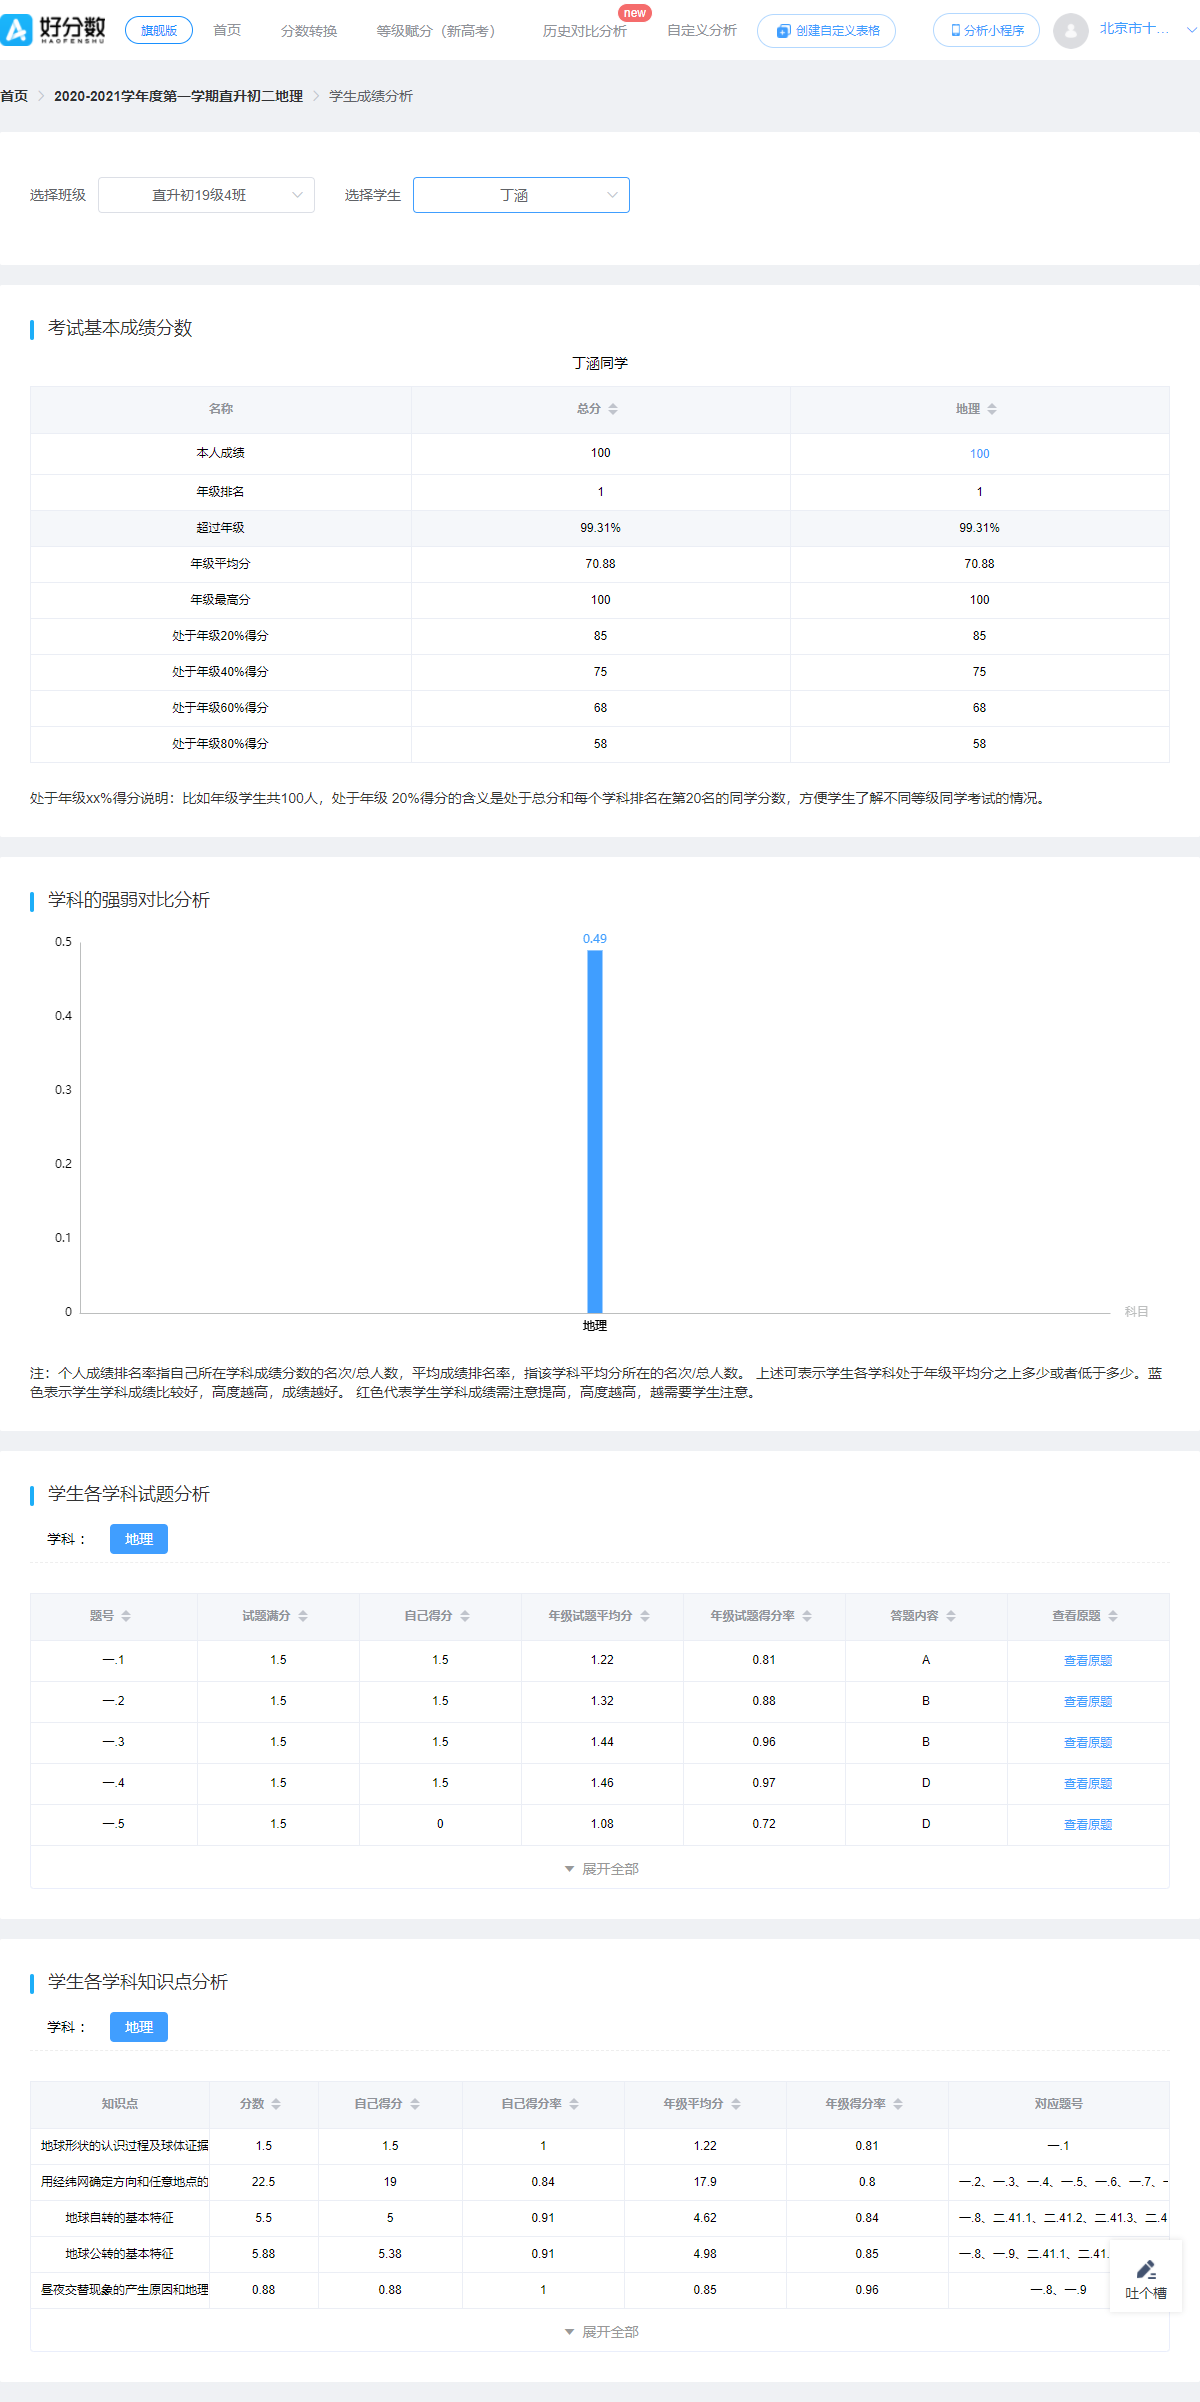 好分数 旗舰版 首页 分数转换 等级赋分（新高考） 历史对比分析 new 自定义分析 创建自定义表格 分析小程序 北京市十...
HAOFENSHU
首页 > 2020-2021学年度第一学期直升初二地理 > 学生成绩分析
选择班级 直升初19级4班 选择学生 丁涵
考试基本成绩分数
丁涵同学
名称 总分 地理
本人成绩 100 100
年级排名 1 1
超过年级 99.31% 99.31%
年级平均分 70.88 70.88
年级最高分 100 100
处于年级20%得分 85 85
处于年级40%得分 75 75
处于年级60%得分 68 68
处于年级80%得分 58 58
处于年级xx%得分说明：比如年级学生共100人，处于年级 20%得分的含义是处于总分和每个学科排名在第20名的同学分数，方便学生了解不同等级同学考试的情况。
学科的强弱对比分析
0.5
0.49
0.4
0.3
0.2
0.1
0
科目
地理
注：个人成绩排名率指自己所在学科成绩分数的名次/总人数，平均成绩排名率，指该学科平均分所在的名次/总人数。 上述可表示学生各学科处于年级平均分之上多少或者低于多少。蓝
色表示学生学科成绩比较好，高度越高，成绩越好。 红色代表学生学科成绩需注意提高，高度越高，越需要学生注意。
学生各学科试题分析
学科： 地理
题号 试题满分 自己得分 年级试题平均分 年级试题得分率 答题内容 查看原题
一.1 1.5 1.5 1.22 0.81 A 查看原题
一.2 1.5 1.5 1.32 0.88 B 查看原题
一.3 1.5 1.5 1.44 0.96 B 查看原题
一.4 1.5 1.5 1.46 0.97 D 查看原题
一.5 1.5 0 1.08 0.72 D 查看原题
展开全部
学生各学科知识点分析
学科： 地理
知识点 分数 自己得分 自己得分率 年级平均分 年级得分率 对应题号
地球形状的认识过程及球体证据 1.5 1.5 1 1.22 0.81 一.1
用经纬网确定方向和任意地点的 22.5 19 0.84 17.9 0.8 一.2、一.3、一.4、一.5、一.6、一.7、一
地球自转的基本特征 5.5 5 0.91 4.62 0.84 一.8、二.41.1、二.41.2、二.41.3、二.4
地球公转的基本特征 5.88 5.38 0.91 4.98 0.85 一.8、一.9、二.41.1、二.41.
昼夜交替现象的产生原因和地理 0.88 0.88 1 0.85 0.96 一.8、一.9
吐个槽
展开全部